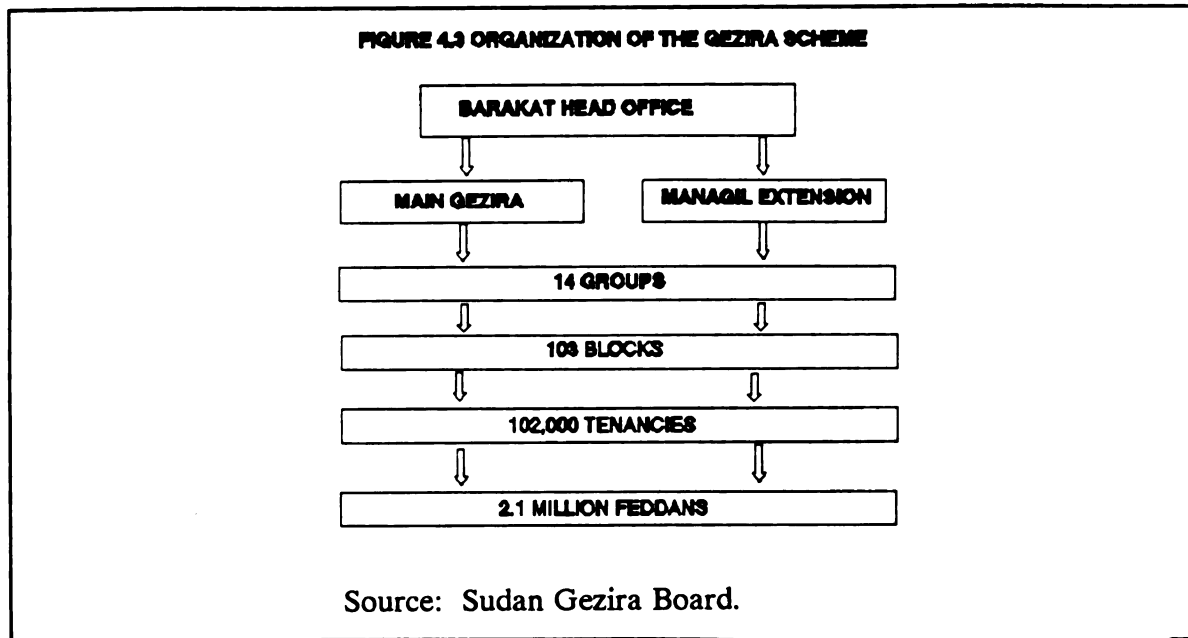 FIGURE 4.3 ORGANIZATION OF THE GEZIRA SCHEME
BARAKAT HEAD OFFICE
MAIN GEZIRA
MANAGIL EXTENSION
14 GROUPS
BLOCKS
102,000 TENANCIES
2.1 MILLION FEDDANS
Source: Sudan Gezira Board.